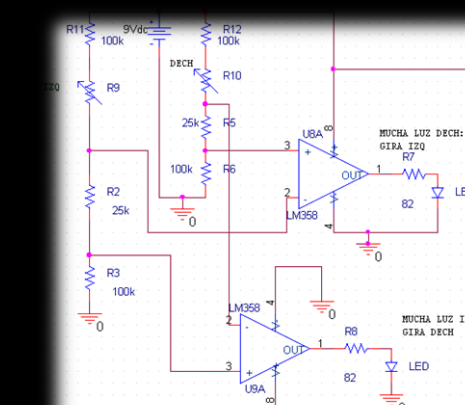 R11
100k
9Vdc
R12
100k
IZQ
R9
DECH
R10
25k
R5
100k
R6
0
R2
25k
R3
100k
0
U8A
8
3
+
2
-
OUT
1
LM358
4
0
MUCHA LUZ DECH:
GIRA IZQ
R7
82
LE
LM358
4
0
2
-
3
+
OUT
1
U9A
8
R8
82
LED
MUCHA LUZ I
GIRA DECH